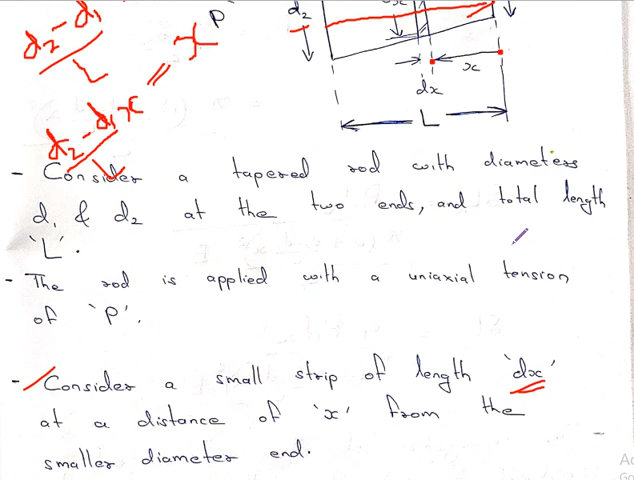 d₂ - d₁
L
P
d₂
x
dx
L
d₂ - d₁ x
L
- Consider a tapered rod with diameters
d₁ & d₂ at the two ends, and total length
'L'.
- The rod is applied with a uniaxial tension
of 'P'.
- Consider a small strip of length 'dx'
at a distance of 'x' from the
smaller diameter end.